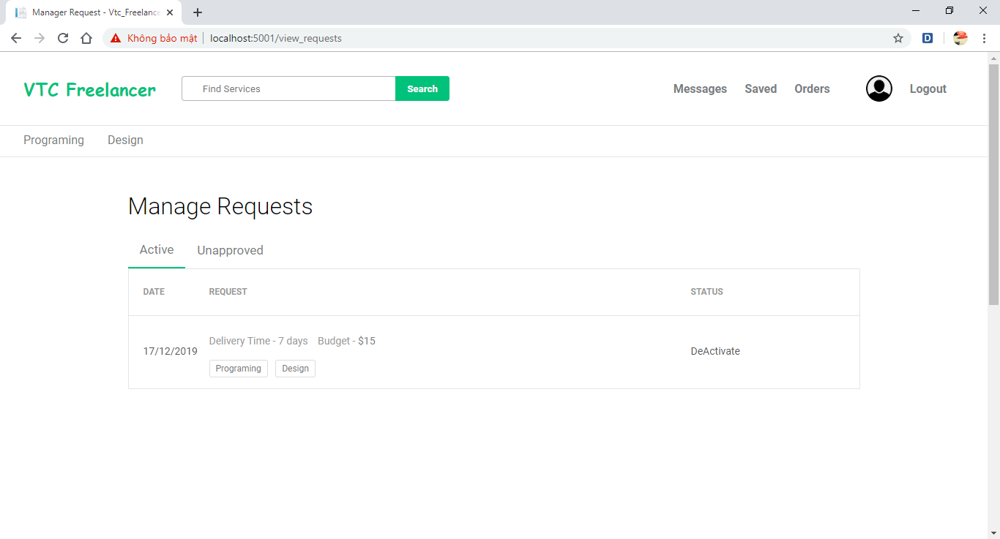 Manager Request - Vtc_Freelance
Không bảo mật localhost:5001/view_requests
D
VTC Freelancer
Find Services
Search
Messages Saved Orders Logout
Programing Design
Manage Requests
Active Unapproved
DATE REQUEST STATUS
17/12/2019
Delivery Time - 7 days Budget - $15
Programing Design
DeActivate